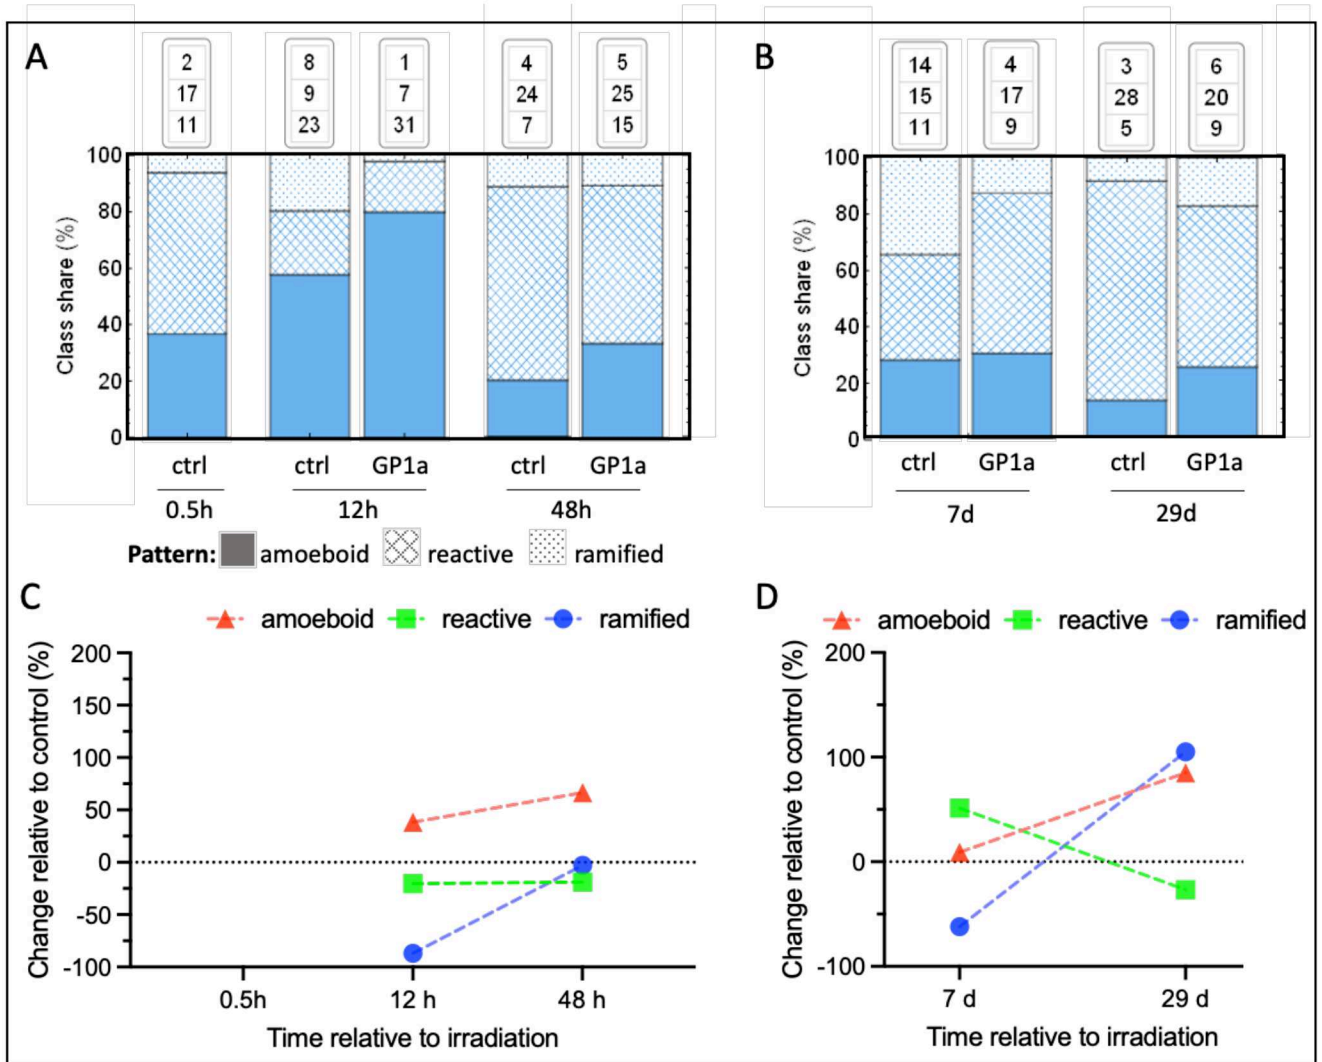 A
2
17
11
8
9
23
1
7
31
4
24
7
5
25
15
Class share (%)
100
80
60
40
20
0
ctrl
ctrl
GP1a
ctrl
GP1a
0.5h
12h
48h
Pattern: amoeboid reactive ramified
B
14
15
11
4
17
9
3
28
5
6
20
9
Class share (%)
100
80
60
40
20
0
ctrl
GP1a
ctrl
GP1a
7d
29d
C
amoeboid reactive ramified
Change relative to control (%)
200
150
100
50
0
-50
-100
0.5h
12 h
48 h
Time relative to irradiation
D
amoeboid reactive ramified
Change relative to control (%)
200
100
0
-100
7 d
29 d
Time relative to irradiation